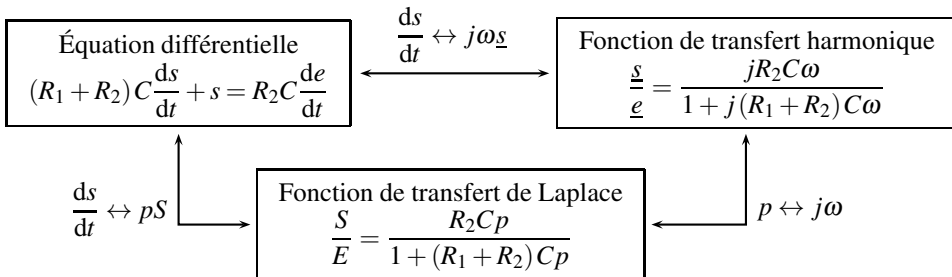 Équation différentielle
(R₁ + R₂) C ds/dt + s = R₂C de/dt
ds/dt ↔ jωs
Fonction de transfert harmonique
s/e = jR₂Cω / (1 + j (R₁ + R₂) Cω)
ds/dt ↔ pS
Fonction de transfert de Laplace
S/E = R₂Cp / (1 + (R₁ + R₂) Cp)
p ↔ jω